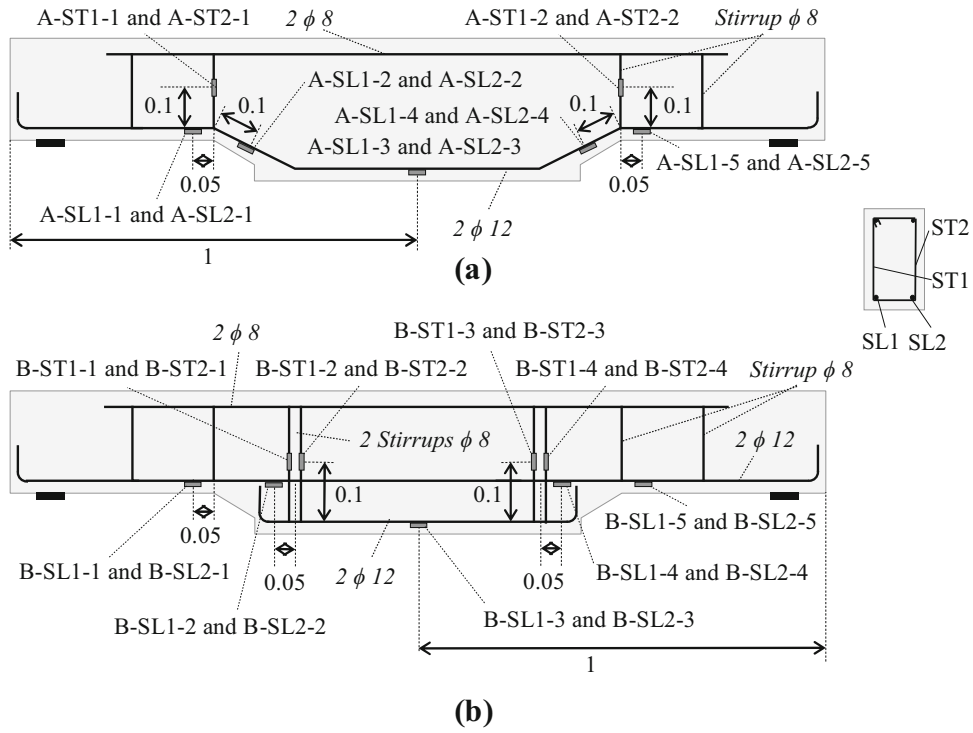 A-ST1-1 and A-ST2-1
2 ϕ 8
A-ST1-2 and A-ST2-2
Stirrup ϕ 8
A-SL1-2 and A-SL2-2
0.1
0.1
A-SL1-4 and A-SL2-4
0.1
0.1
A-SL1-3 and A-SL2-3
A-SL1-5 and A-SL2-5
0.05
0.05
A-SL1-1 and A-SL2-1
2 ϕ 12
1
(a)
ST2
ST1
SL1 SL2
2 ϕ 8
B-ST1-3 and B-ST2-3
B-ST1-1 and B-ST2-1
B-ST1-2 and B-ST2-2
B-ST1-4 and B-ST2-4
Stirrup ϕ 8
2 Stirrups ϕ 8
2 ϕ 12
0.1
0.1
0.05
B-SL1-5 and B-SL2-5
B-SL1-1 and B-SL2-1
0.05
2 ϕ 12
0.05
B-SL1-4 and B-SL2-4
B-SL1-2 and B-SL2-2
B-SL1-3 and B-SL2-3
1
(b)